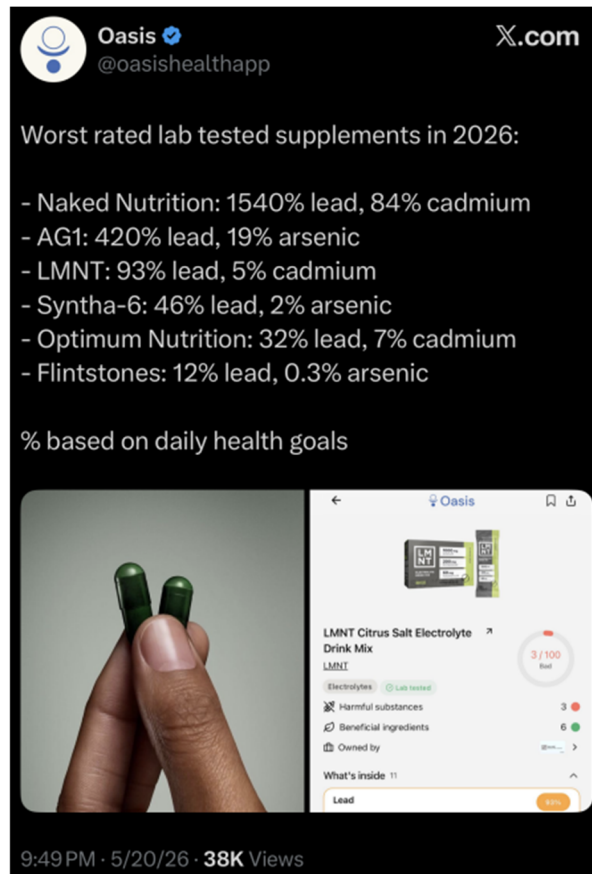 Oasis
X.com
@oasishealthapp
Worst rated lab tested supplements in 2026:
- Naked Nutrition: 1540% lead, 84% cadmium
- AG1: 420% lead, 19% arsenic
- LMNT: 93% lead, 5% cadmium
- Syntha-6: 46% lead, 2% arsenic
- Optimum Nutrition: 32% lead, 7% cadmium
- Flintstones: 12% lead, 0.3% arsenic
% based on daily health goals
Oasis
LM
NT
LMNT Citrus Salt Electrolyte
Drink Mix
LMNT
3 / 100
Bad
Electrolytes
Lab tested
Harmful substances 3
Beneficial ingredients 6
Owned by
What's inside 11
Lead 93%
9:49 PM · 5/20/26 · 38K Views